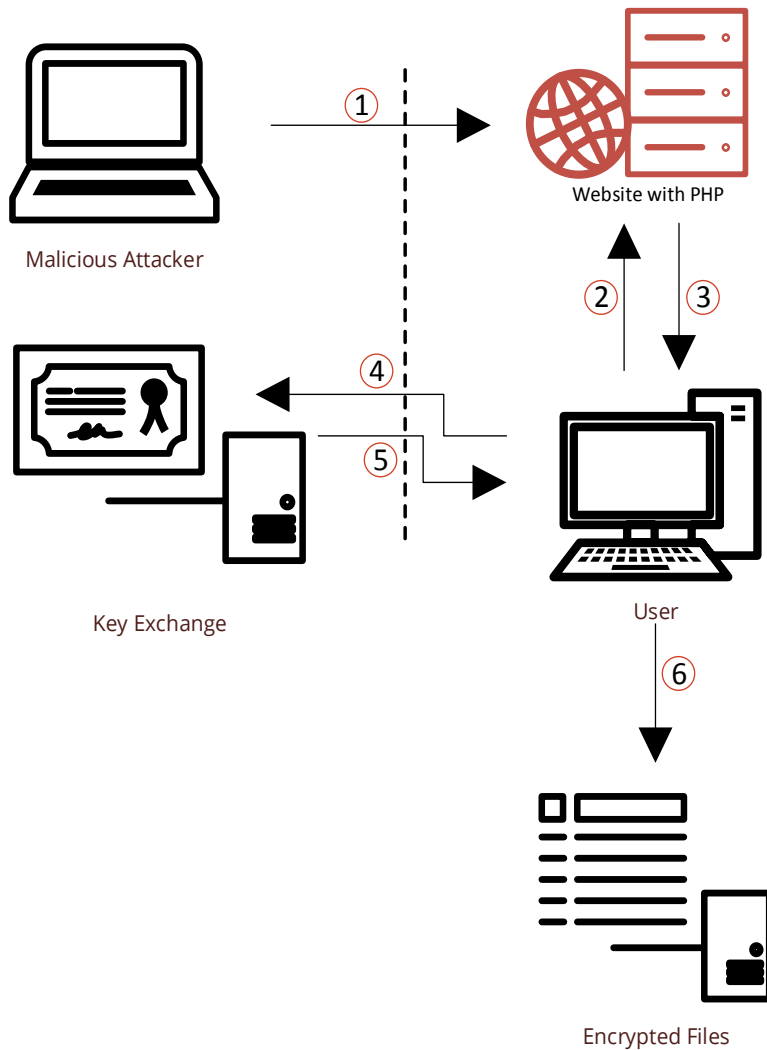 1
Website with PHP
Malicious Attacker
2
3
4
5
User
Key Exchange
6
Encrypted Files